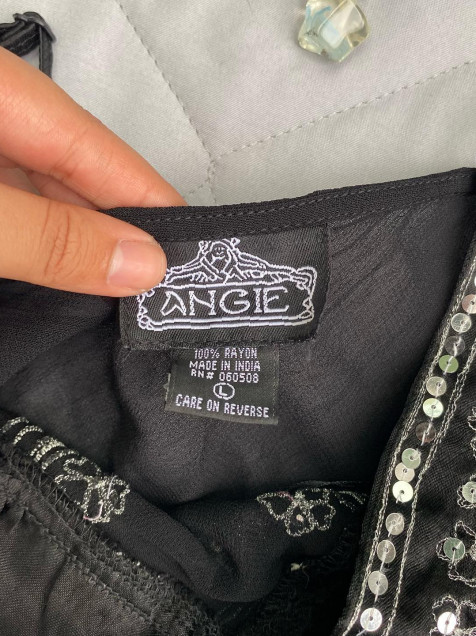 ANGIE
100% RAYON
MADE IN INDIA
RN# 060508
L
CARE ON REVERSE